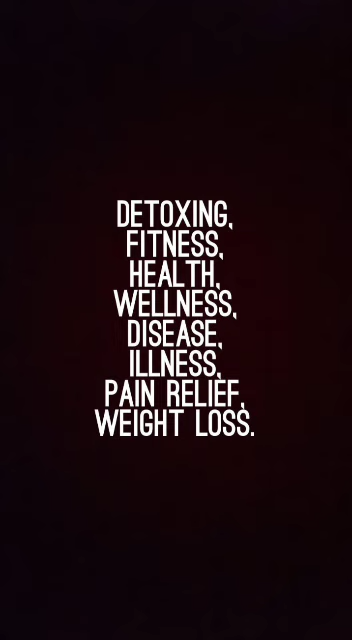 DETOXING,
FITNESS,
HEALTH,
WELLNESS,
DISEASE,
ILLNESS,
PAIN RELIEF,
WEIGHT LOSS.